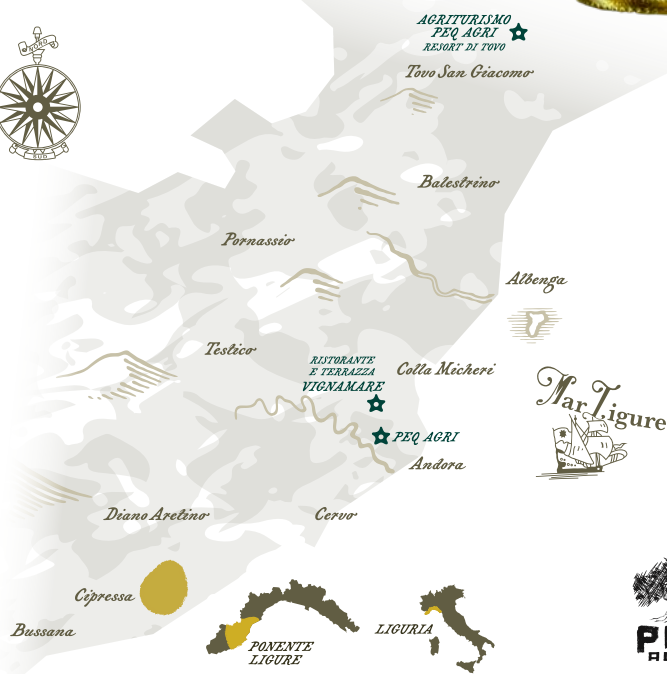 NORD
SUD
AGRITURISMO
PEQ AGRI
RESORT DI TOVO
Tovo San Giacomo
Balestrino
Pornassio
Albenga
Testico
RISTORANTE
E TERRAZZA
VIGNAMARE
Colla Micheri
Mar Ligure
PEQ AGRI
Andora
Diano Aretino
Cervo
Cipressa
Bussana
PONENTE
LIGURE
LIGURIA